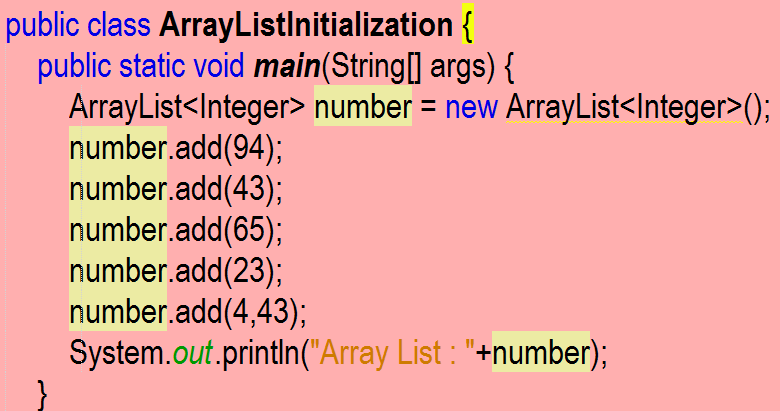 public class ArrayListInitialization {
public static void main(String[] args) {
ArrayList<Integer> number = new ArrayList<Integer>();
number.add(94);
number.add(43);
number.add(65);
number.add(23);
number.add(4,43);
System.out.println("Array List : "+number);
}